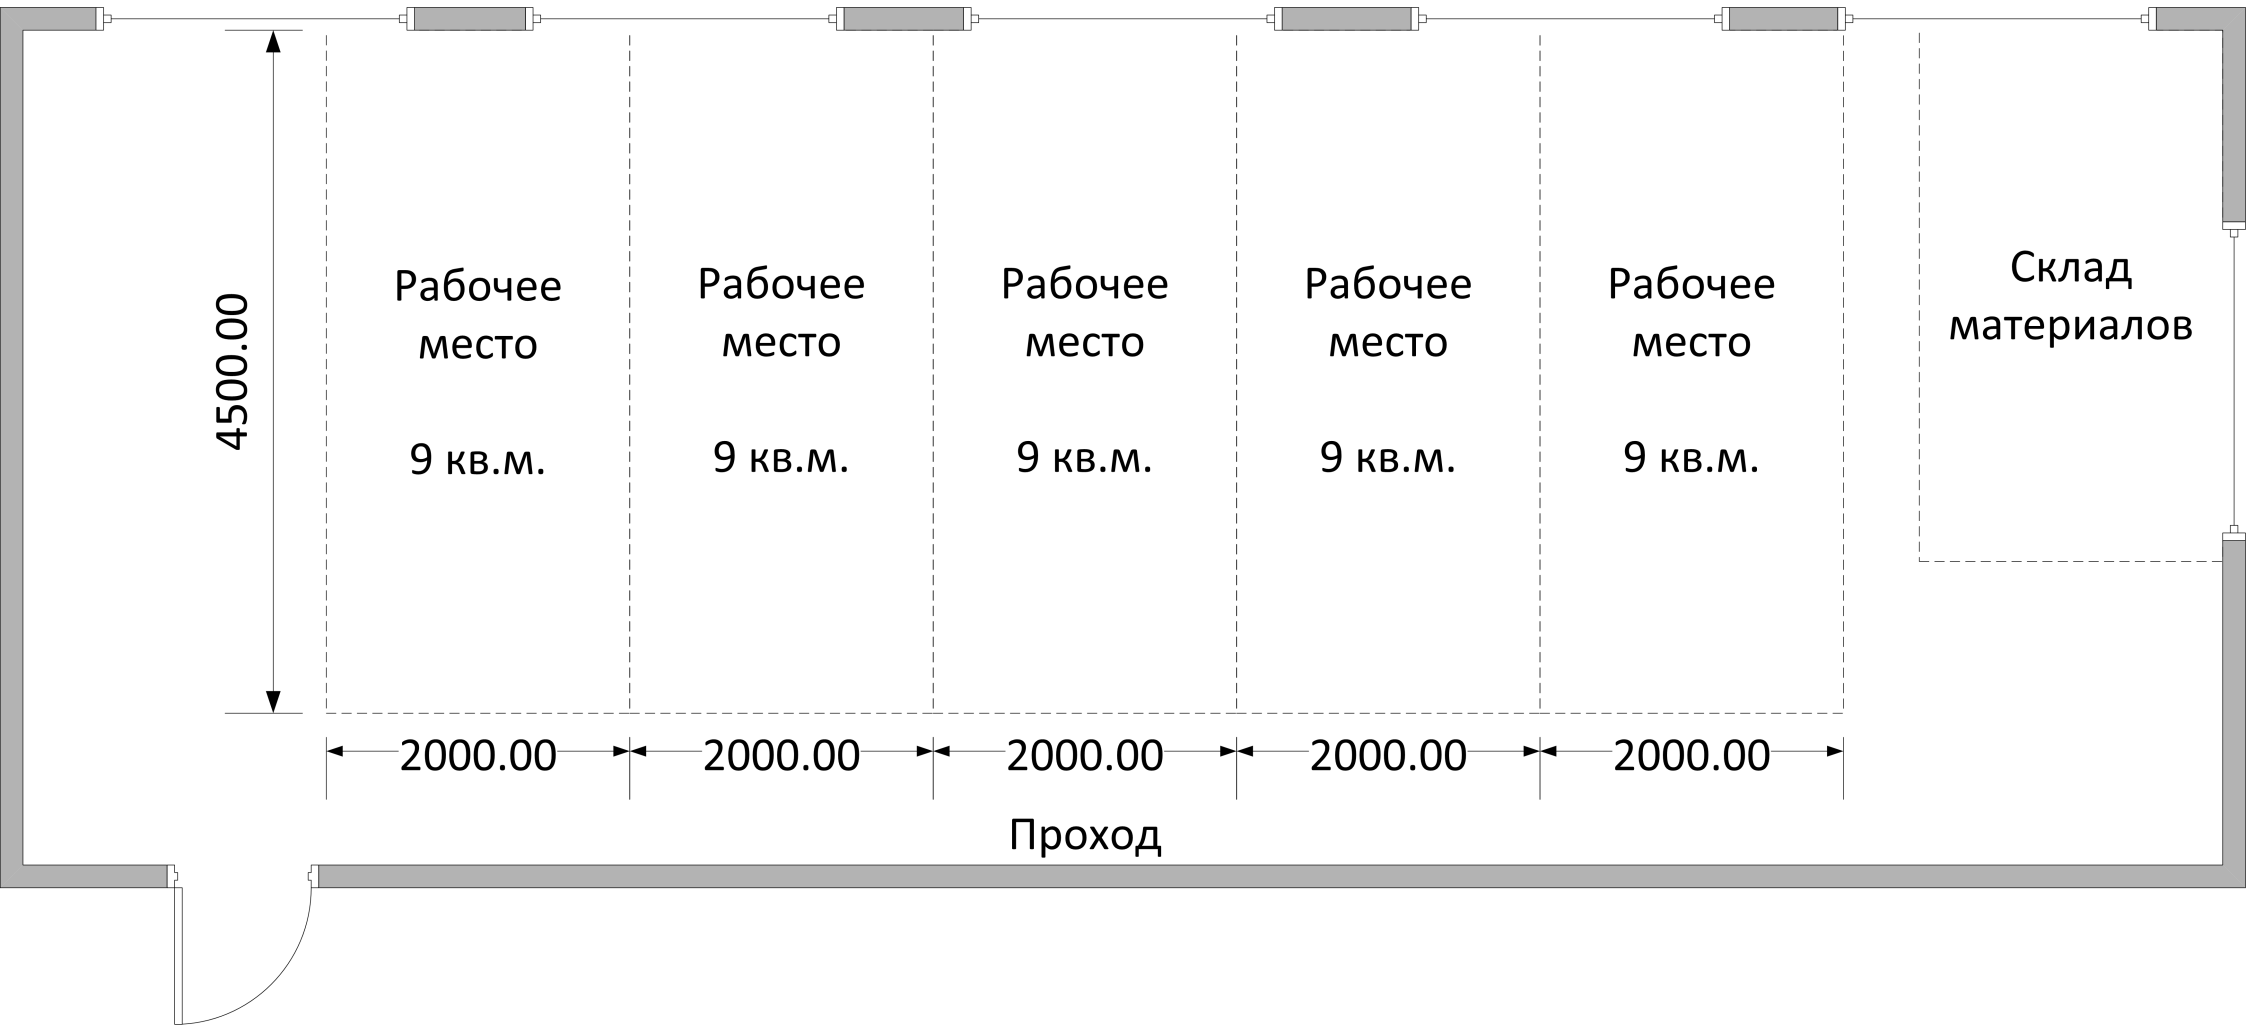 4500.00
Рабочее
место
9 кв.м.
Рабочее
место
9 кв.м.
Рабочее
место
9 кв.м.
Рабочее
место
9 кв.м.
Рабочее
место
9 кв.м.
Склад
материалов
2000.00
2000.00
2000.00
2000.00
2000.00
Проход